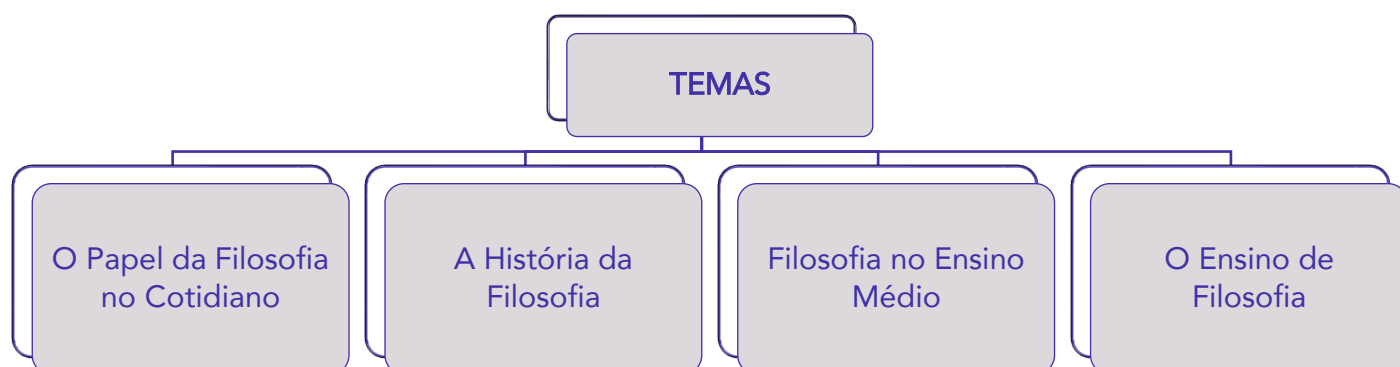 TEMAS
O Papel da Filosofia
no Cotidiano
A História da
Filosofia
Filosofia no Ensino
Médio
O Ensino de
Filosofia